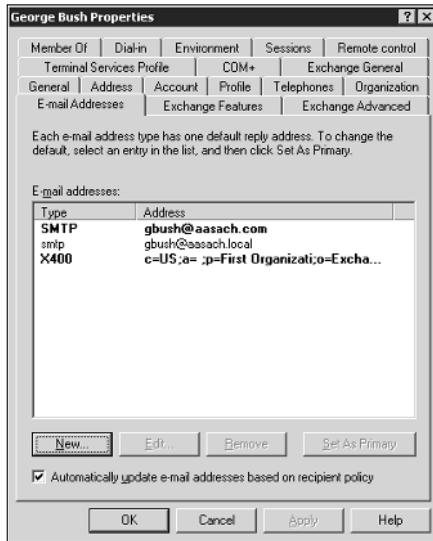 George Bush Properties
Member Of Dial-in Environment Sessions Remote control
Terminal Services Profile COM+ Exchange General
General Address Account Profile Telephones Organization
E-mail Addresses Exchange Features Exchange Advanced
Each e-mail address type has one default reply address. To change the
default, select an entry in the list, and then click Set As Primary.
E-mail addresses:
Type Address
SMTP gbush@aasach.com
smtp gbush@aasach.local
X400 c=US;a= ;p=First Organizati;o=Excha...
New... Edit... Remove Set As Primary
Automatically update e-mail addresses based on recipient policy
OK Cancel Apply Help